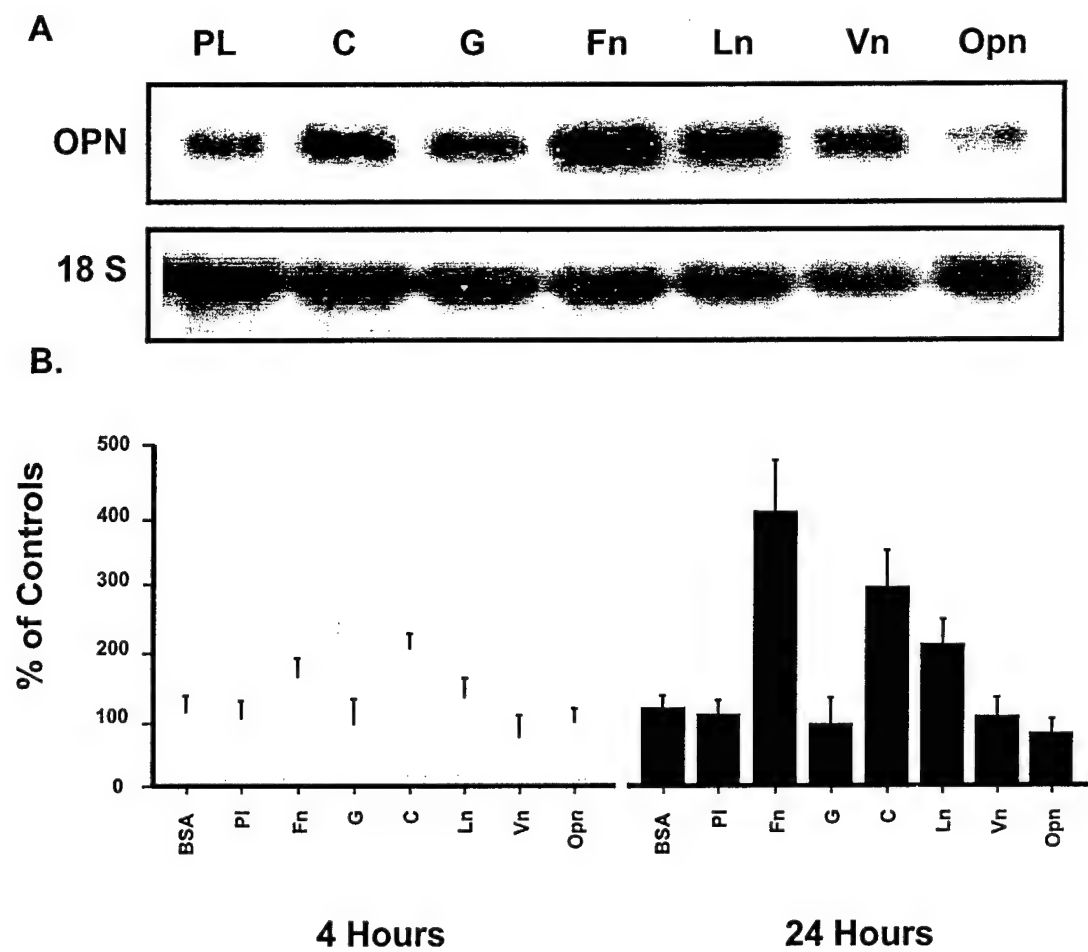 A
PL C G Fn Ln Vn Opn
OPN
18 S
B.
% of Controls
500
400
300
200
100
0
BSA Pl Fn G C Ln Vn Opn
BSA Pl Fn G C Ln Vn Opn
4 Hours 24 Hours